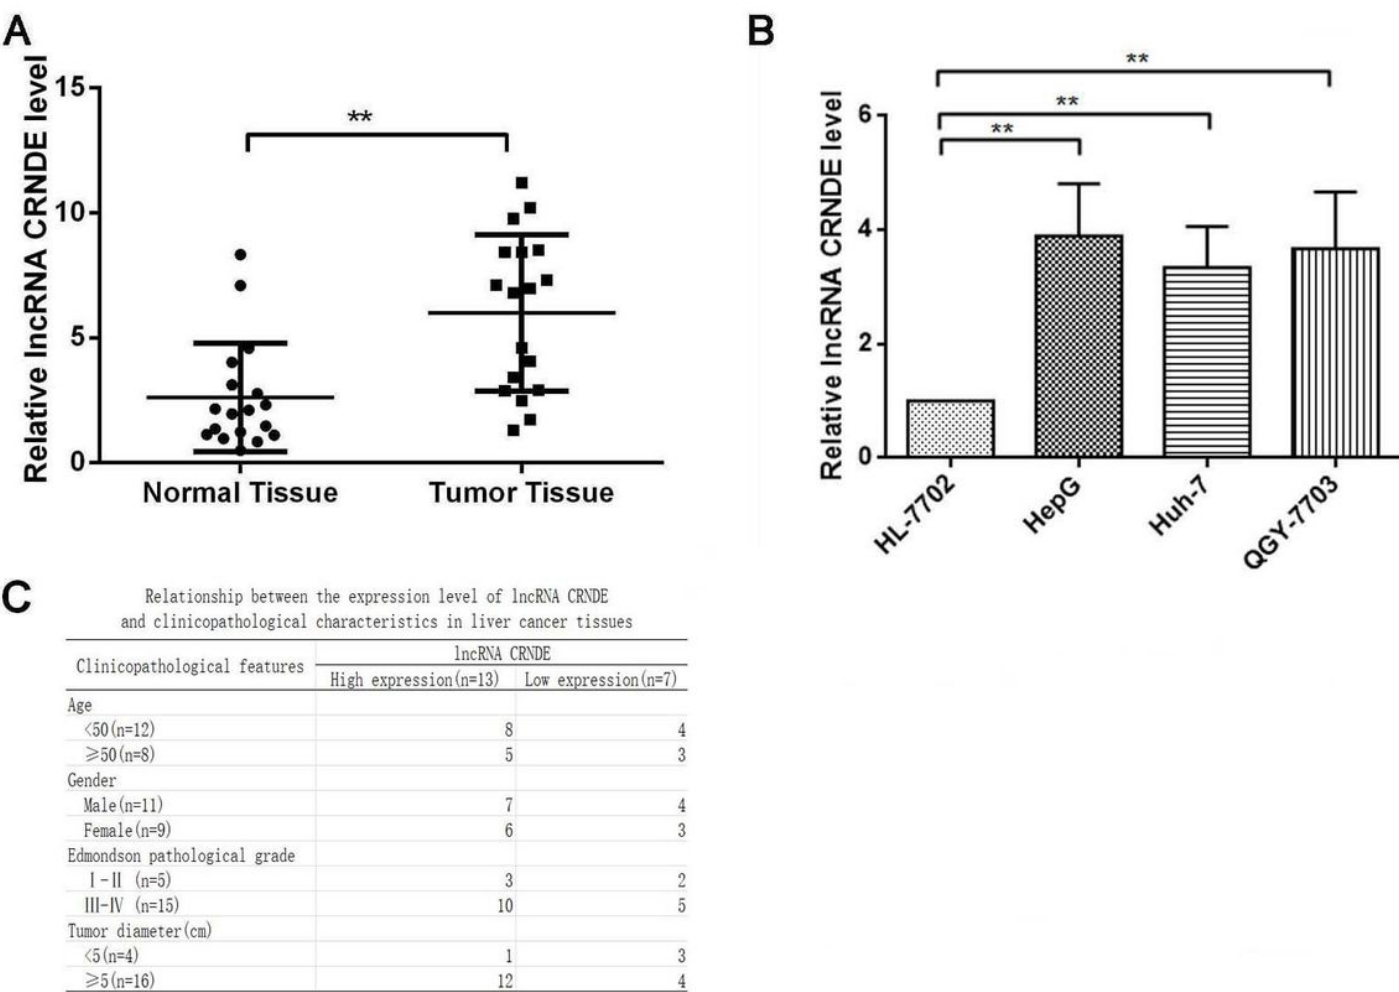 A
Relative lncRNA CRNDE level
15
10
5
0
**
Normal Tissue
Tumor Tissue
B
Relative lncRNA CRNDE level
6
4
2
0
**
**
**
HL-7702
HepG
Huh-7
QGY-7703
C
Relationship between the expression level of lncRNA CRNDE
and clinicopathological characteristics in liver cancer tissues
Clinicopathological features
lncRNA CRNDE
High expression(n=13) Low expression(n=7)
Age
<50(n=12) 8 4
≥50(n=8) 5 3
Gender
Male(n=11) 7 4
Female(n=9) 6 3
Edmondson pathological grade
Ⅰ-Ⅱ (n=5) 3 2
III-Ⅳ (n=15) 10 5
Tumor diameter(cm)
<5(n=4) 1 3
≥5(n=16) 12 4